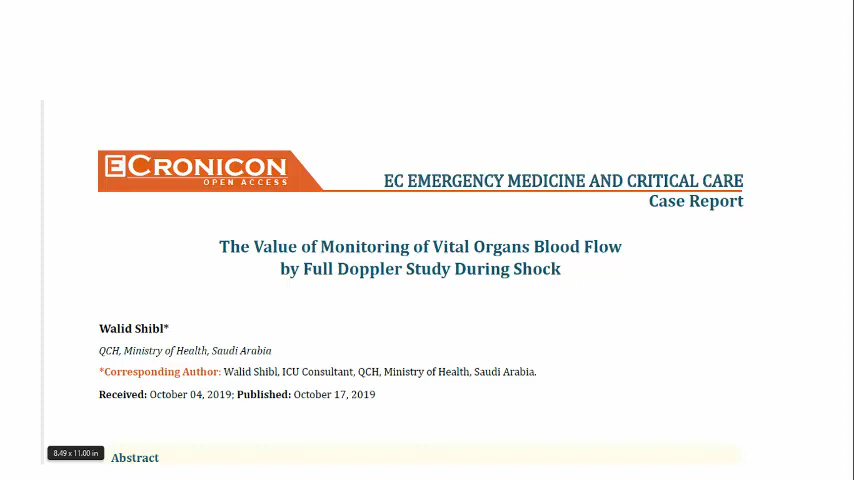 ECRONICON
OPEN ACCESS
EC EMERGENCY MEDICINE AND CRITICAL CARE
Case Report
The Value of Monitoring of Vital Organs Blood Flow
by Full Doppler Study During Shock
Walid Shibl*
QCH, Ministry of Health, Saudi Arabia
*Corresponding Author: Walid Shibl, ICU Consultant, QCH, Ministry of Health, Saudi Arabia.
Received: October 04, 2019; Published: October 17, 2019
8.49 x 11.00 in
Abstract